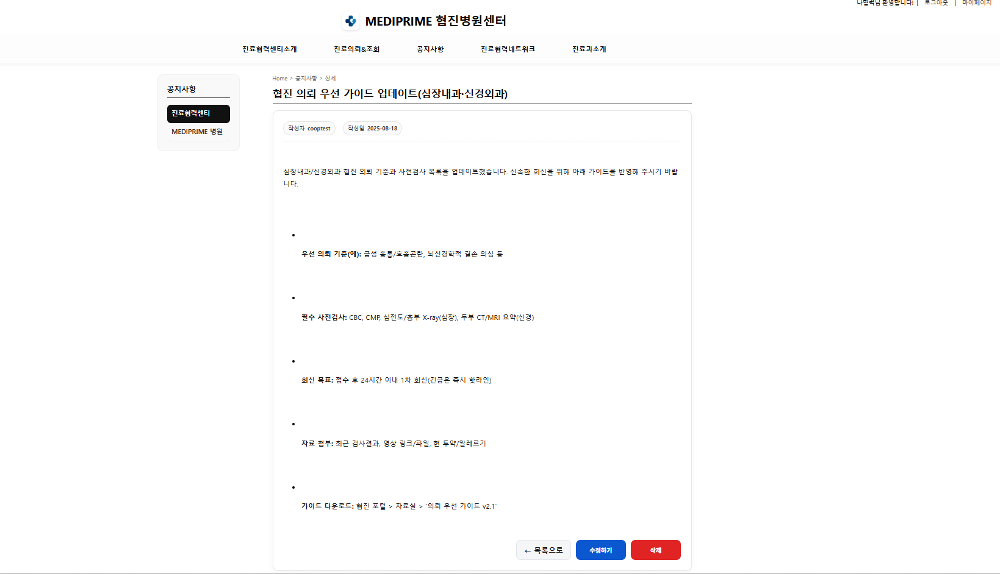 나협력님 환영합니다! | 로그아웃 | 마이페이지
MEDIPRIME 협진병원센터
진료협력센터소개 진료의뢰&조회 공지사항 진료협력네트워크 진료과소개
공지사항
진료협력센터
MEDIPRIME 병원
Home > 공지사항 > 상세
협진 의뢰 우선 가이드 업데이트(심장내과·신경외과)
작성자 cooptest 작성일 2025-08-18
심장내과/신경외과 협진 의뢰 기준과 사전검사 목록을 업데이트했습니다. 신속한 회신을 위해 아래 가이드를 반영해 주시기 바랍
니다.
우선 의뢰 기준(예): 급성 흉통/호흡곤란, 뇌신경학적 결손 의심 등
필수 사전검사: CBC, CMP, 심전도/흉부 X-ray(심장), 두부 CT/MRI 요약(신경)
회신 목표: 접수 후 24시간 이내 1차 회신(긴급은 즉시 핫라인)
자료 첨부: 최근 검사결과, 영상 링크/파일, 현 투약/알레르기
가이드 다운로드: 협진 포털 > 자료실 > ‘의뢰 우선 가이드 v2.1’
← 목록으로 수정하기 삭제